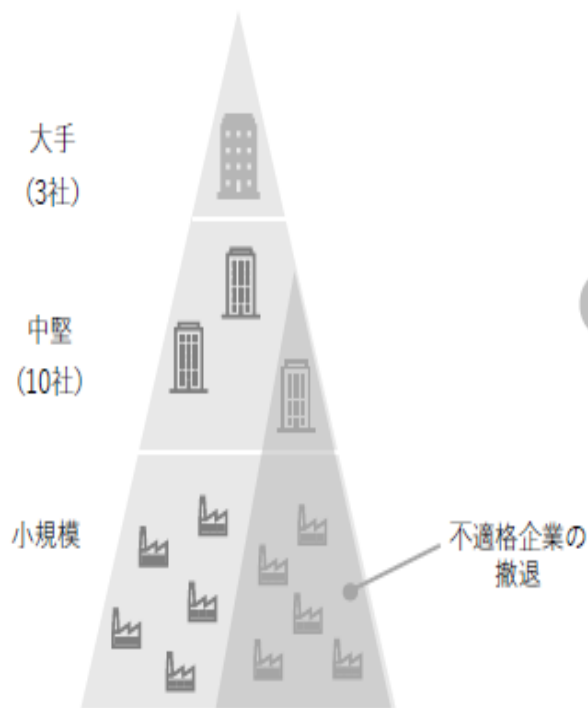 大手
(3社)
中堅
(10社)
小規模
不適格企業の
撤退